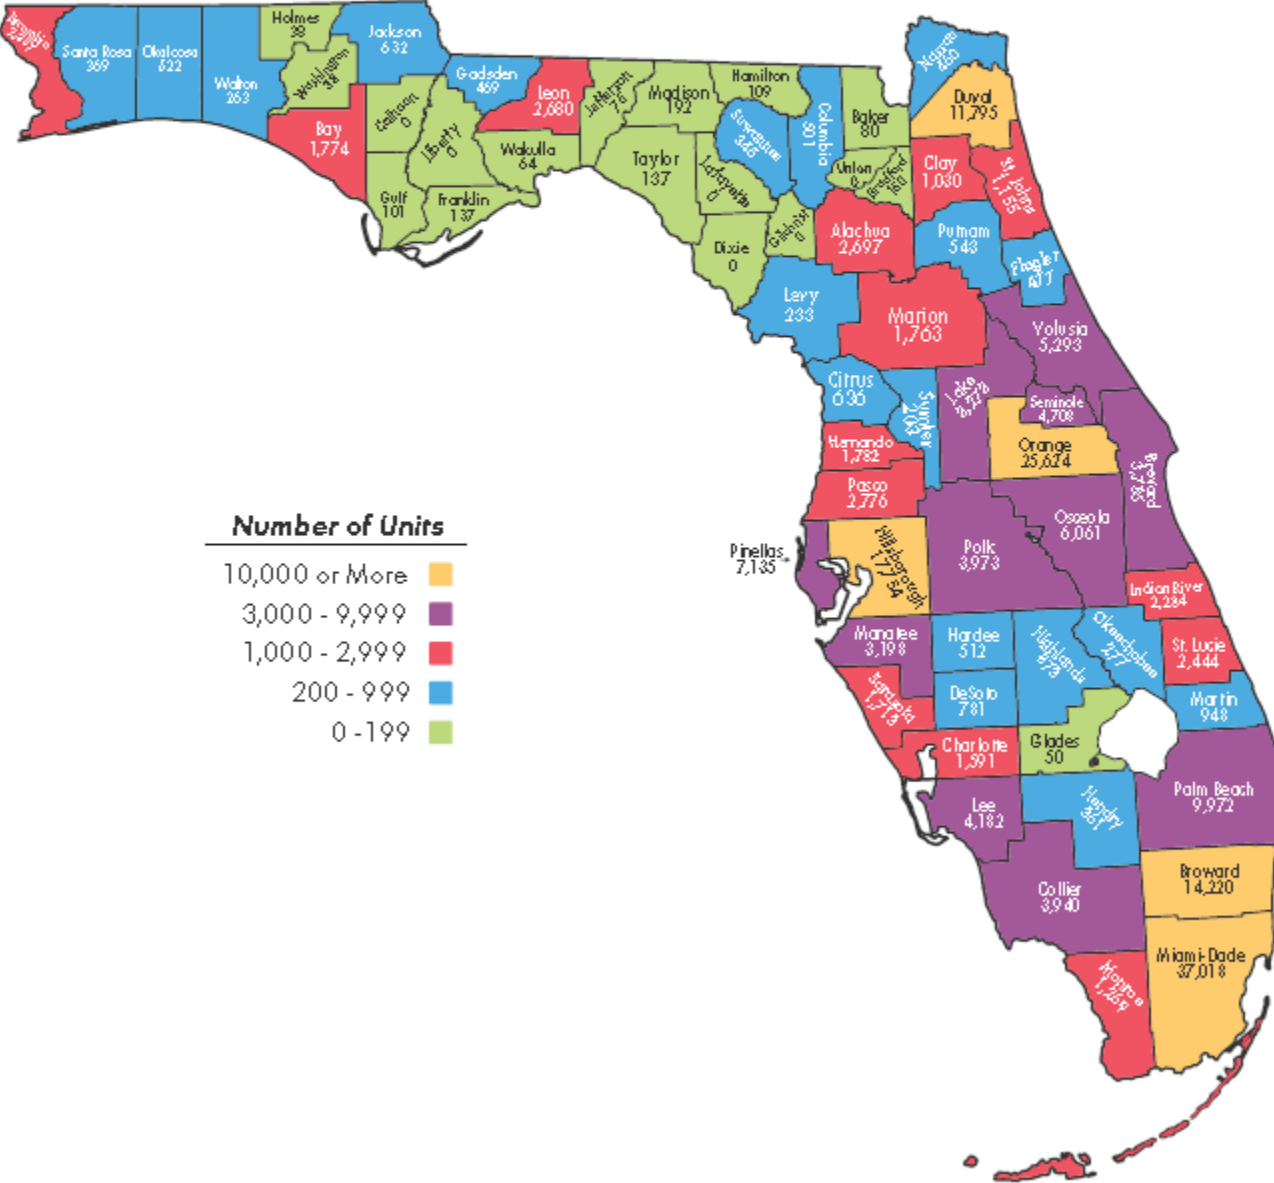 Holmes
38
Jackson
632
Santa Rosa
369
Okaloosa
522
Walton
263
Washington
38
Gadsden
469
Leon
2,680
Jefferson
76
Madison
192
Hamilton
109
Columbia
601
Baker
80
Nassau
Duval
11,795
Bay
1,774
Calhoun
0
Liberty
0
Wakulla
64
Taylor
137
Lafayette
0
Suwannee
Union
0
Bradford
Clay
1,030
St. Johns
Gulf
101
Franklin
137
Dixie
0
Gilchrist
0
Alachua
2,697
Putnam
543
Flagler
477
Levy
233
Marion
1,763
Volusia
5,293
Citrus
636
Sumter
Lake
Seminole
4,708
Orange
25,624
Brevard
Hernando
1,782
Pasco
2,776
Number of Units
10,000 or More
3,000 - 9,999
1,000 - 2,999
200 - 999
0 -199
Pinellas
7,135
Hillsborough
Polk
3,973
Osceola
6,061
Indian River
2,284
Manatee
3,198
Hardee
512
Highlands
Okeechobee
277
St. Lucie
2,444
Sarasota
1,713
DeSoto
781
Martin
948
Charlotte
1,591
Glades
50
Lee
4,182
Hendry
Palm Beach
9,972
Collier
3,940
Broward
14,220
Miami-Dade
37,018
Monroe